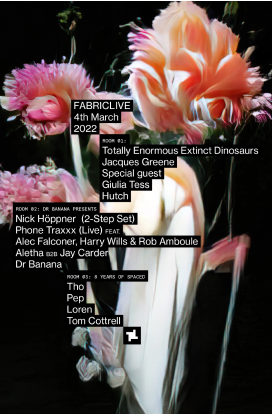 FABRICLIVE
4th March
2022
ROOM 01:
Totally Enormous Extinct Dinosaurs
Jacques Greene
Special guest
Giulia Tess
Hutch
ROOM 02: DR BANANA PRESENTS
Nick Höppner (2-Step Set)
Phone Traxxx (Live) FEAT.
Alec Falconer, Harry Wills & Rob Amboule
Aletha B2B Jay Carder
Dr Banana
ROOM 03: 8 YEARS OF SPACED
Tho
Pep
Loren
Tom Cottrell